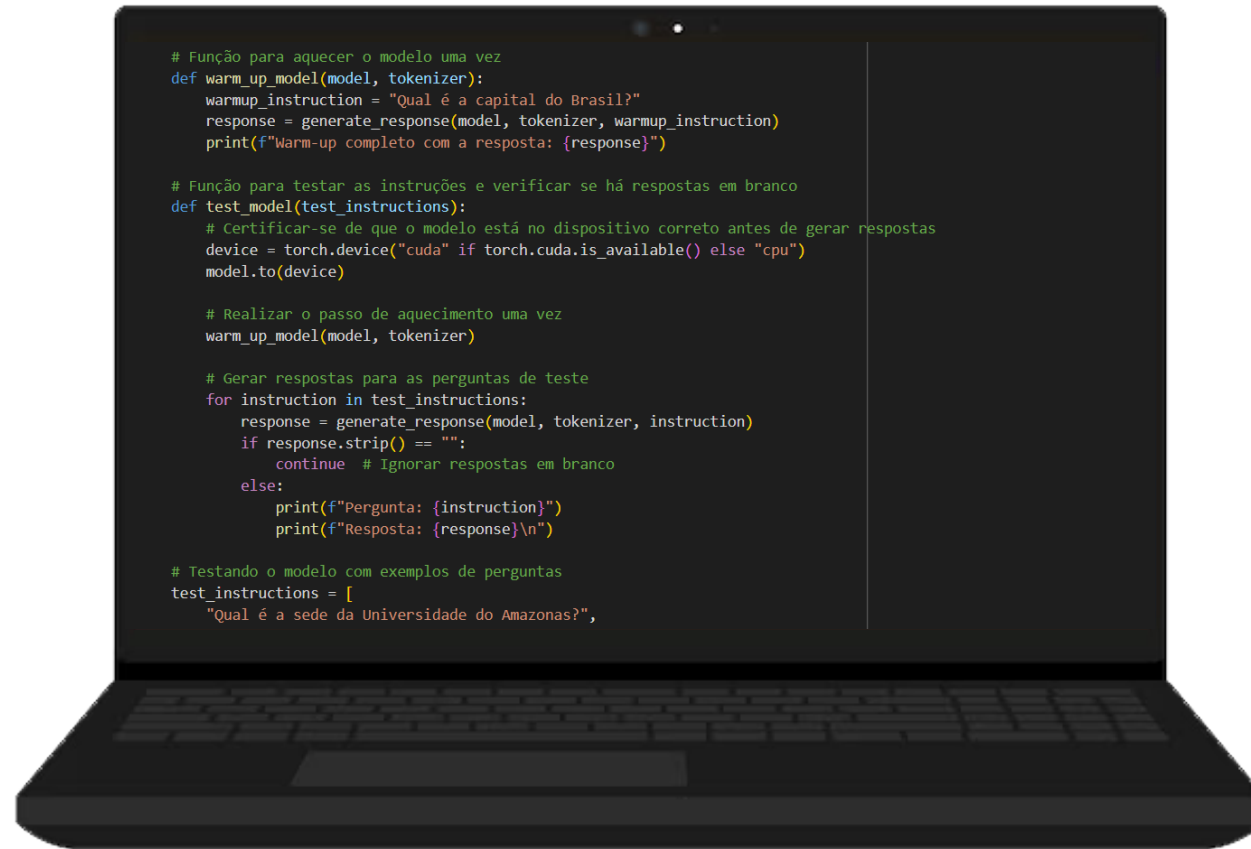 # Função para aquecer o modelo uma vez
def warm_up_model(model, tokenizer):
    warmup_instruction = "Qual é a capital do Brasil?"
    response = generate_response(model, tokenizer, warmup_instruction)
    print(f"Warm-up completo com a resposta: {response}")

# Função para testar as instruções e verificar se há respostas em branco
def test_model(test_instructions):
    # Certificar-se de que o modelo está no dispositivo correto antes de gerar respostas
    device = torch.device("cuda" if torch.cuda.is_available() else "cpu")
    model.to(device)

    # Realizar o passo de aquecimento uma vez
    warm_up_model(model, tokenizer)

    # Gerar respostas para as perguntas de teste
    for instruction in test_instructions:
        response = generate_response(model, tokenizer, instruction)
        if response.strip() == "":
            continue  # Ignorar respostas em branco
        else:
            print(f"Pergunta: {instruction}")
            print(f"Resposta: {response}\n")

# Testando o modelo com exemplos de perguntas
test_instructions = [
    "Qual é a sede da Universidade do Amazonas?",